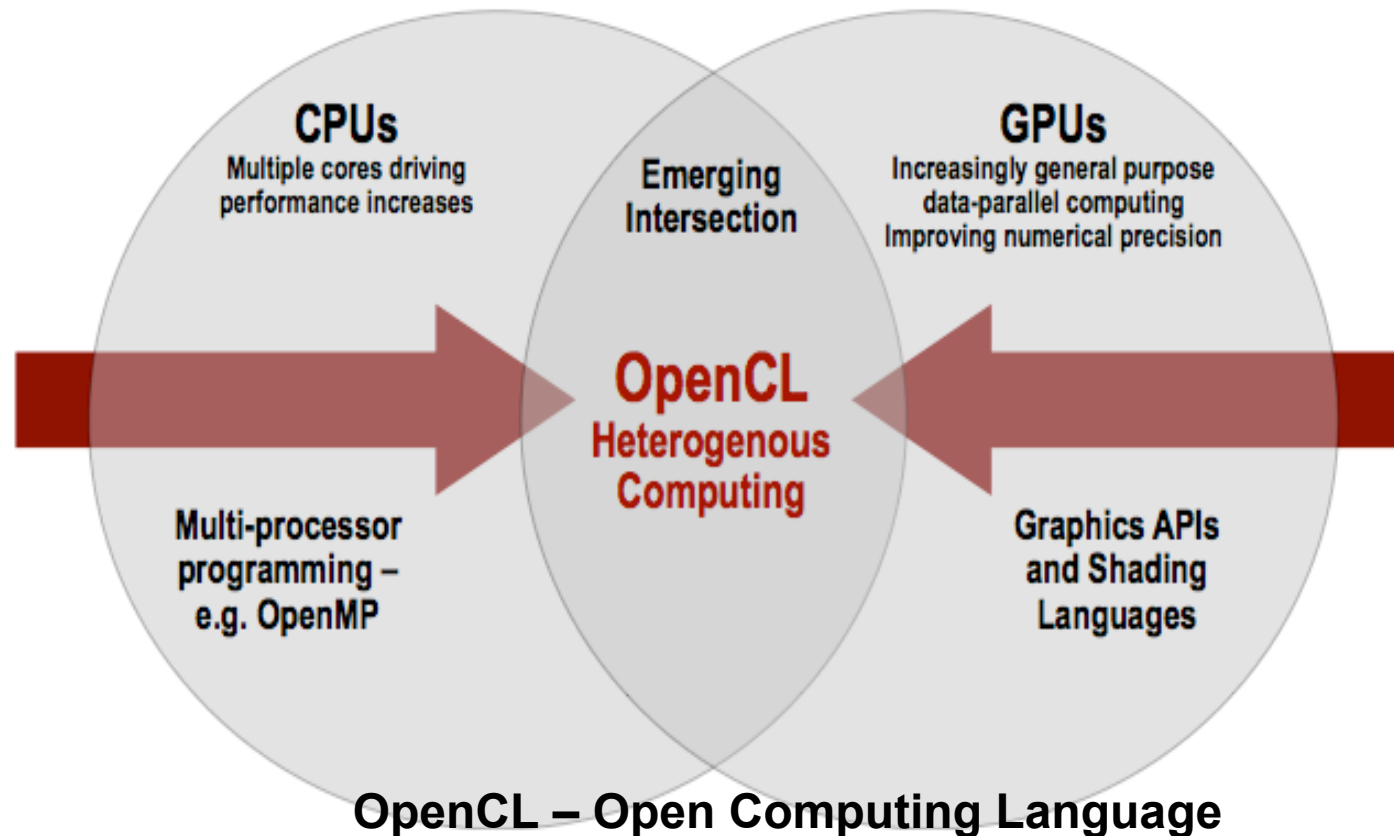 CPUs
Multiple cores driving
performance increases
Emerging
Intersection
GPUs
Increasingly general purpose
data-parallel computing
Improving numerical precision
OpenCL
Heterogenous
Computing
Multi-processor
programming –
e.g. OpenMP
Graphics APIs
and Shading
Languages
OpenCL – Open Computing Language